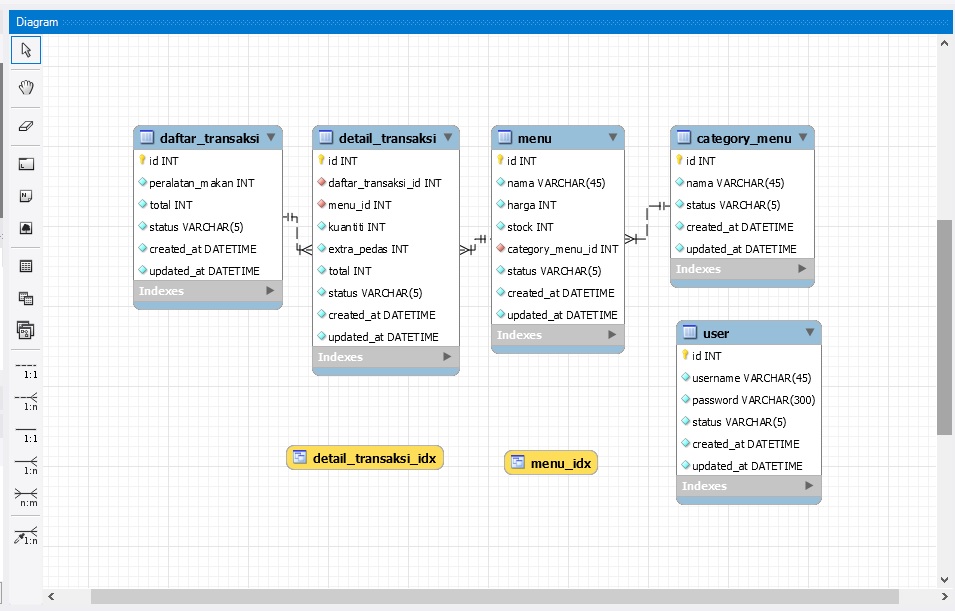 Diagram
daftar_transaksi
id INT
peralatan_makan INT
total INT
status VARCHAR(5)
created_at DATETIME
updated_at DATETIME
Indexes
detail_transaksi
id INT
daftar_transaksi_id INT
menu_id INT
kuantiti INT
extra_pedas INT
total INT
status VARCHAR(5)
created_at DATETIME
updated_at DATETIME
Indexes
menu
id INT
nama VARCHAR(45)
harga INT
stock INT
category_menu_id INT
status VARCHAR(5)
created_at DATETIME
updated_at DATETIME
Indexes
category_menu
id INT
nama VARCHAR(45)
status VARCHAR(5)
created_at DATETIME
updated_at DATETIME
Indexes
user
id INT
username VARCHAR(45)
password VARCHAR(300)
status VARCHAR(5)
created_at DATETIME
updated_at DATETIME
Indexes
detail_transaksi_idx
menu_idx
1:1
1:n
1:1
1:n
n:m
1:n